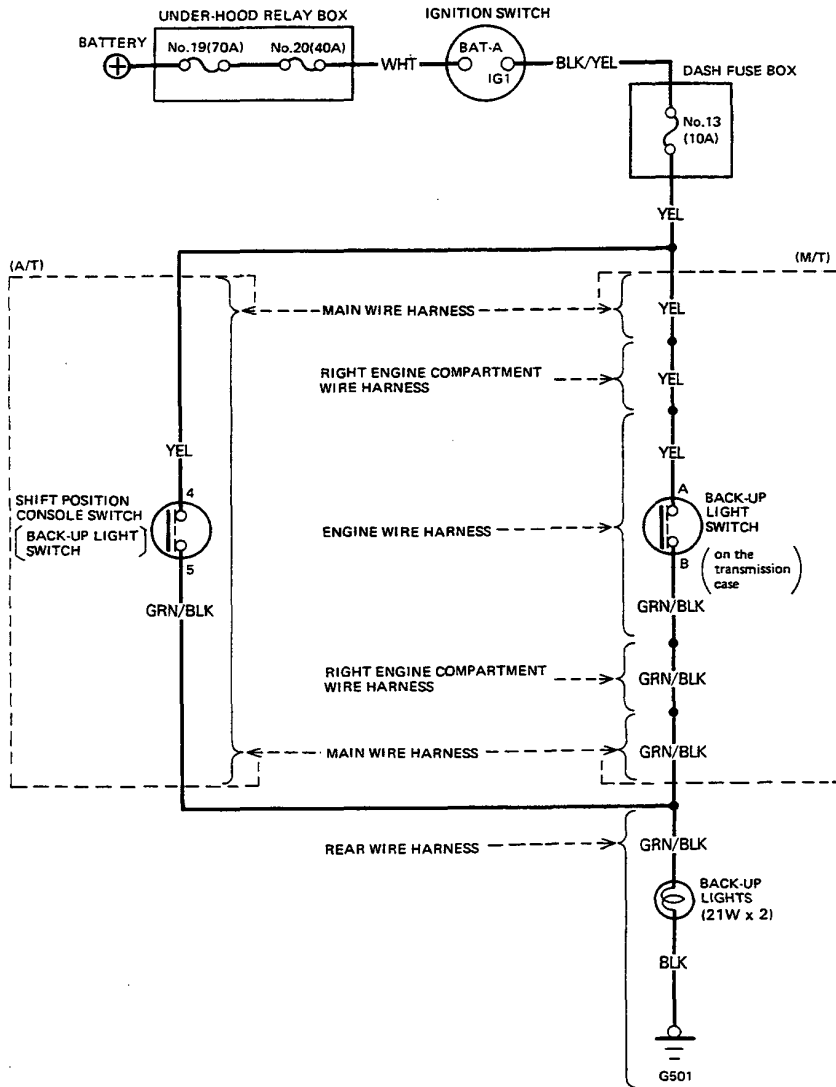 UNDER-HOOD RELAY BOX
IGNITION SWITCH
BATTERY
No.19(70A)
No.20(40A)
WHT
BAT-A
IG1
BLK/YEL
DASH FUSE BOX
No.13
(10A)
YEL
(A/T)
(M/T)
MAIN WIRE HARNESS
YEL
RIGHT ENGINE COMPARTMENT
WIRE HARNESS
YEL
YEL
YEL
4
A
SHIFT POSITION
CONSOLE SWITCH
BACK-UP LIGHT
SWITCH
5
ENGINE WIRE HARNESS
BACK-UP
LIGHT
SWITCH
B
on the
transmission
case
GRN/BLK
GRN/BLK
RIGHT ENGINE COMPARTMENT
WIRE HARNESS
GRN/BLK
MAIN WIRE HARNESS
GRN/BLK
REAR WIRE HARNESS
GRN/BLK
BACK-UP
LIGHTS
(21W x 2)
BLK
G501